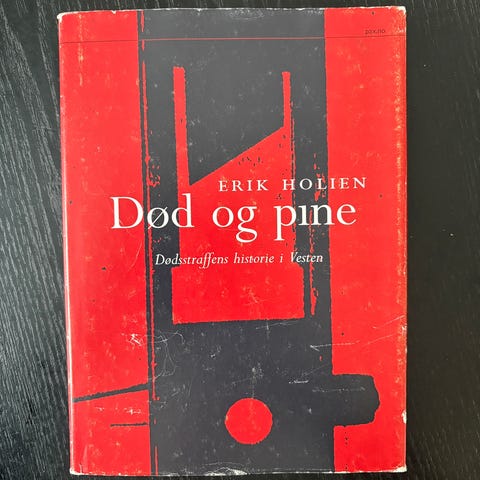 pax.no
ERIK HOLIEN
Død og pine
Dødsstraffens historie i Vesten